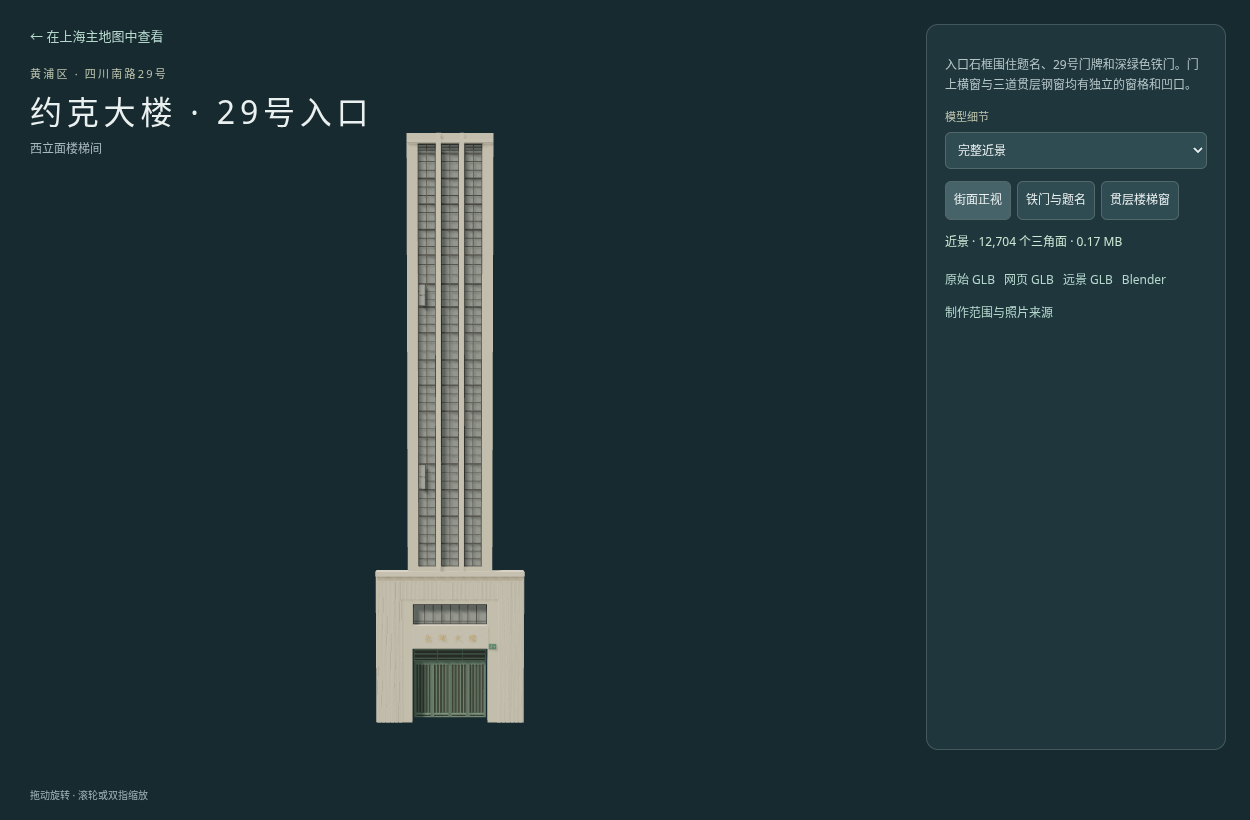 ← 在上海主地图中查看
黄浦区 · 四川南路29号
约克大楼 · 29号入口
西立面楼梯间
入口石框围住题名、29号门牌和深绿色铁门。门
上横窗与三道贯层钢窗均有独立的窗格和凹口。
模型细节
完整近景
街面正视
铁门与题名
贯层楼梯窗
近景 · 12,704 个三角面 · 0.17 MB
原始 GLB 网页 GLB 远景 GLB Blender
制作范围与照片来源
拖动旋转 · 滚轮或双指缩放